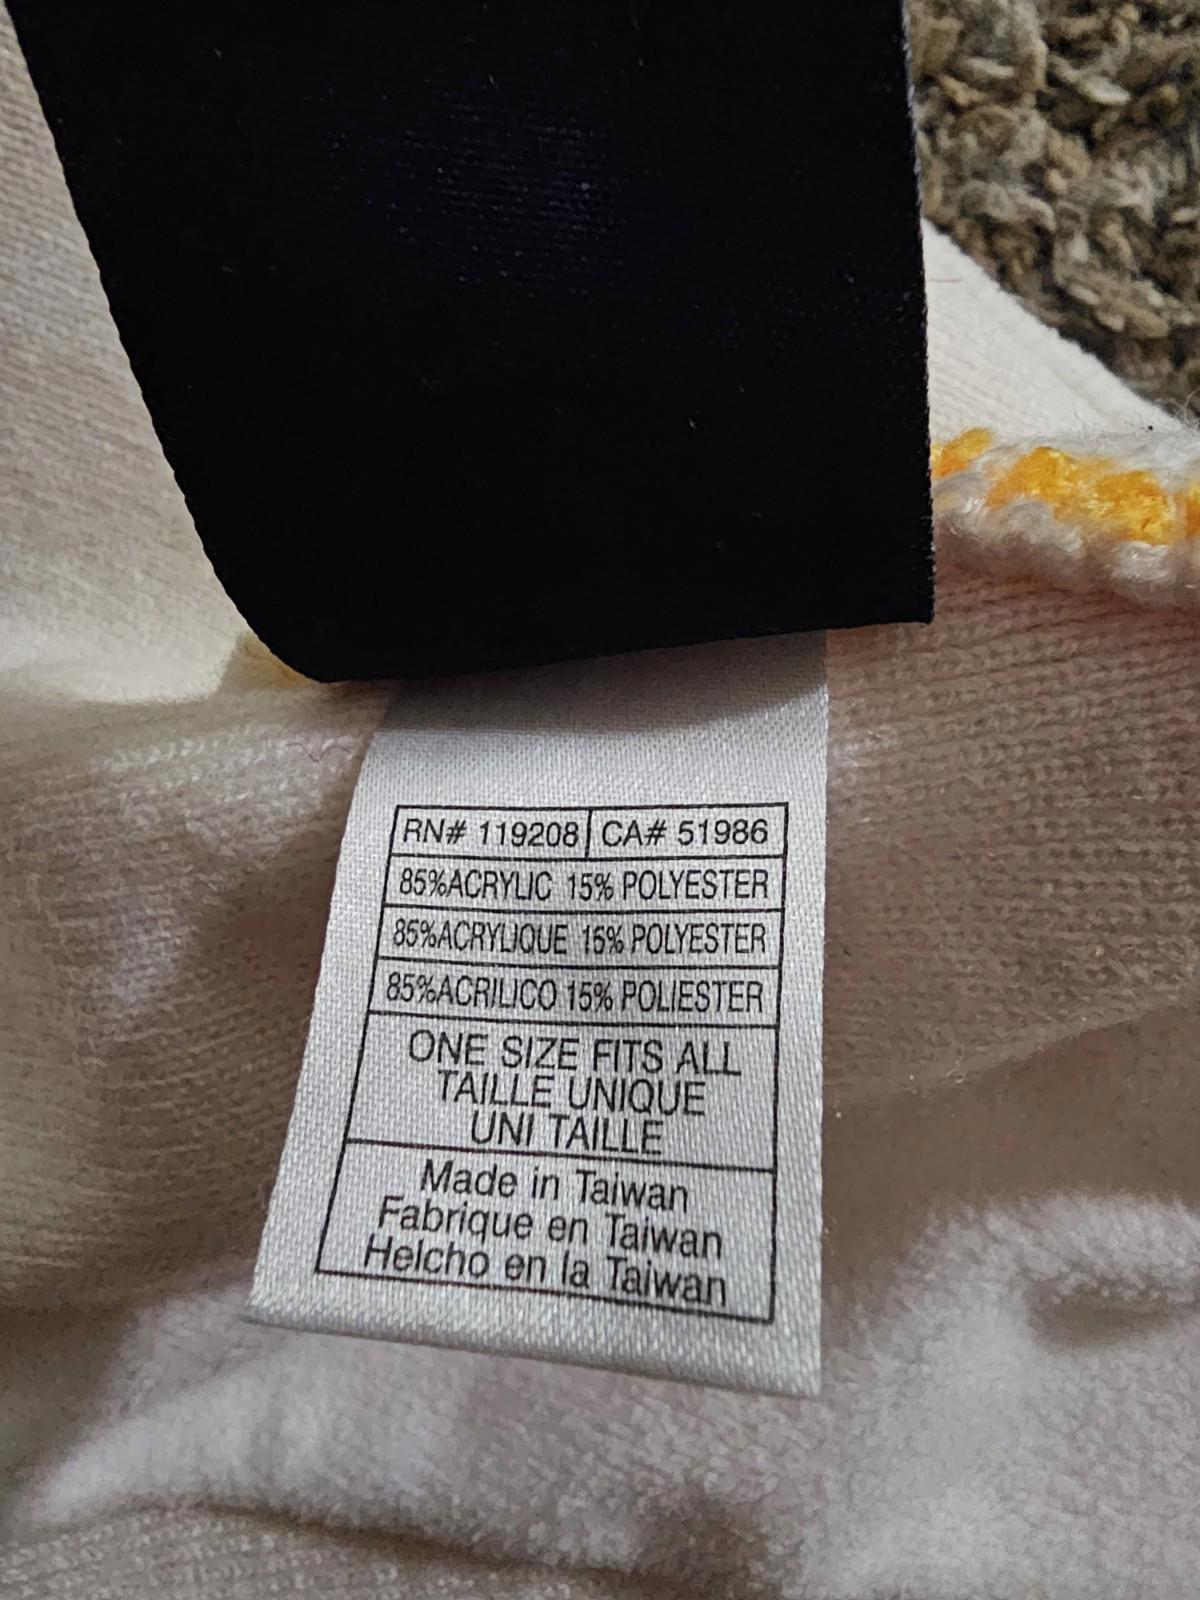 RN# 119208 CA# 51986
85%ACRYLIC 15% POLYESTER
85%ACRYLIQUE 15% POLYESTER
85%ACRILICO 15% POLIESTER
ONE SIZE FITS ALL
TAILLE UNIQUE
UNI TAILLE
Made in Taiwan
Fabrique en Taiwan
Helcho en la Taiwan